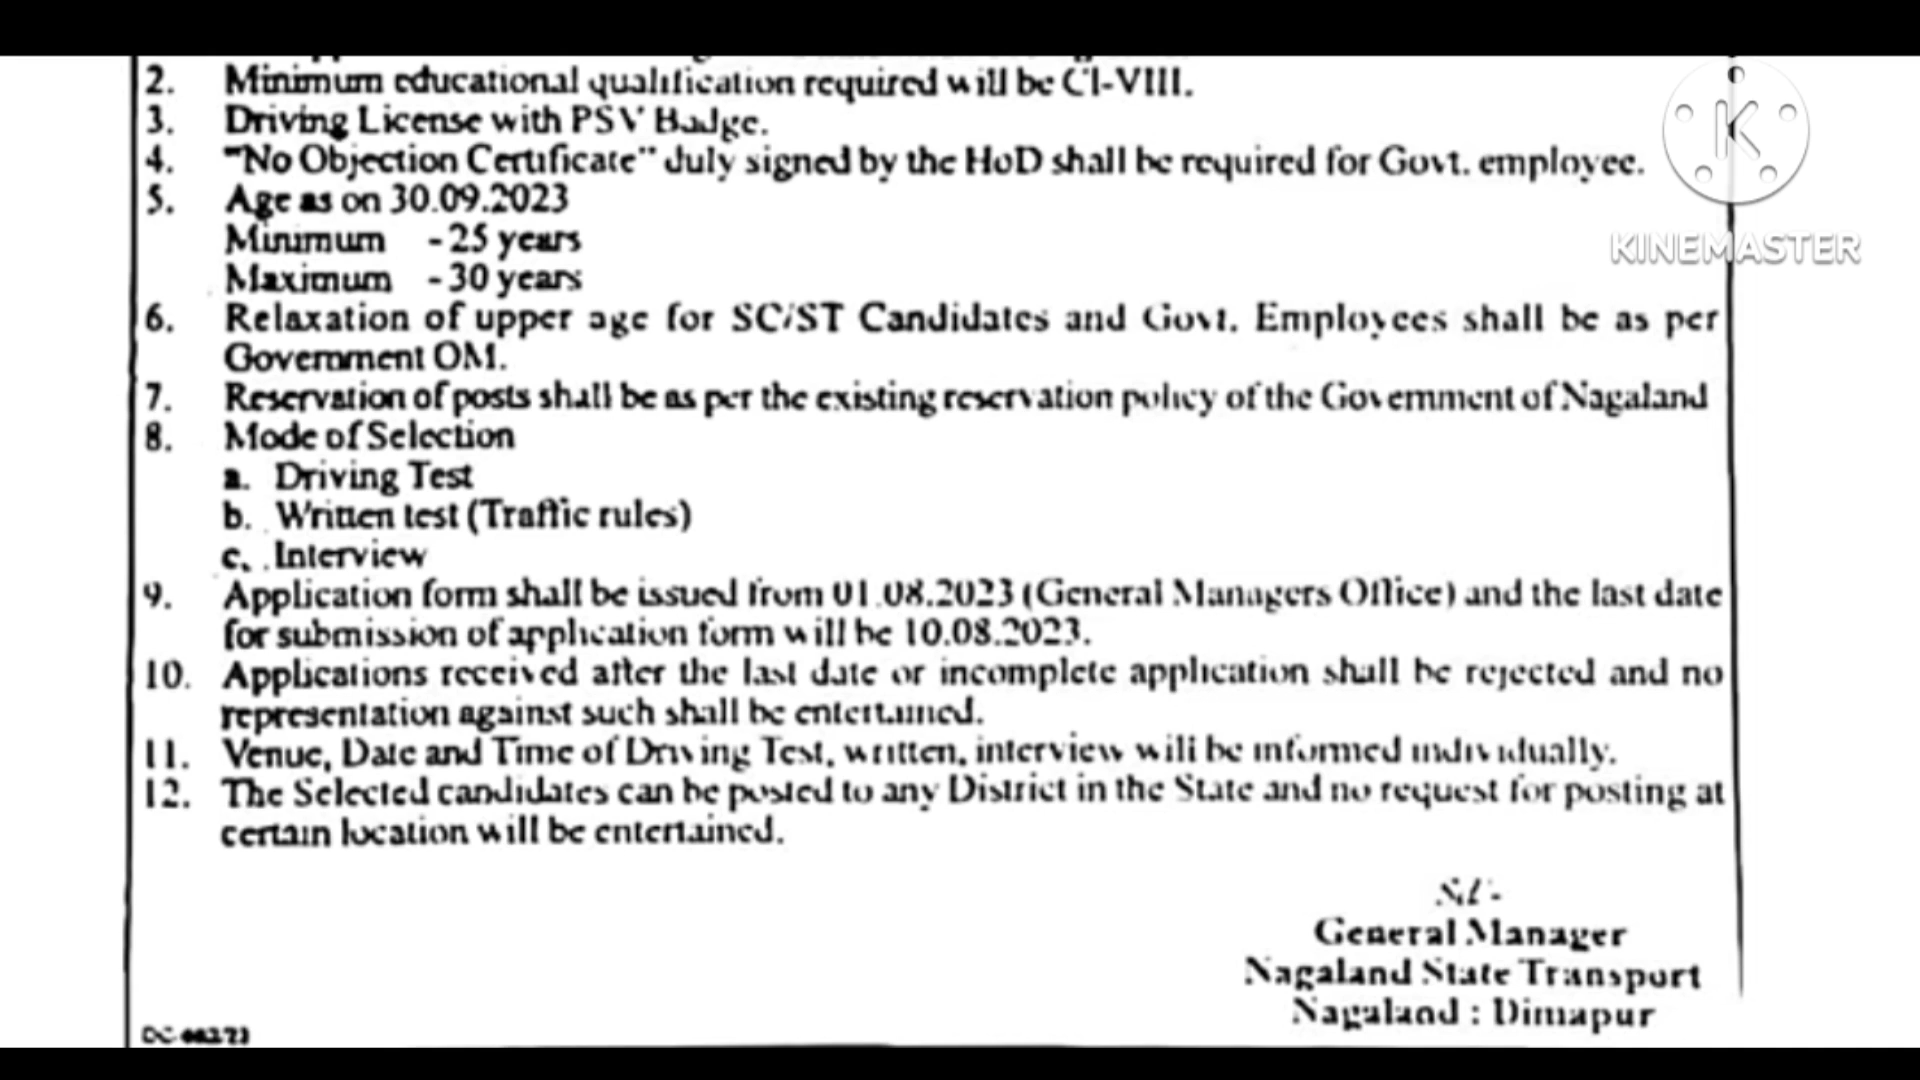 2. Minimum educational qualification required will be Cl-VIII.
3. Driving License with PSV Badge.
4. "No Objection Certificate" duly signed by the HoD shall be required for Govt. employee.
5. Age as on 30.09.2023
Minimum - 25 years
Maximum - 30 years
6. Relaxation of upper age for SC/ST Candidates and Govt. Employees shall be as per
Government OM.
7. Reservation of posts shall be as per the existing reservation policy of the Government of Nagaland
8. Mode of Selection
a. Driving Test
b. Written test (Traffic rules)
c. Interview
9. Application form shall be issued from 01.08.2023 (General Managers Office) and the last date
for submission of application form will be 10.08.2023.
10. Applications received after the last date or incomplete application shall be rejected and no
representation against such shall be entertained.
11. Venue, Date and Time of Driving Test, written, interview will be informed individually.
12. The Selected candidates can be posted to any District in the State and no request for posting at
certain location will be entertained.
General Manager
Nagaland State Transport
Nagaland : Dimapur
K
KINEMASTER